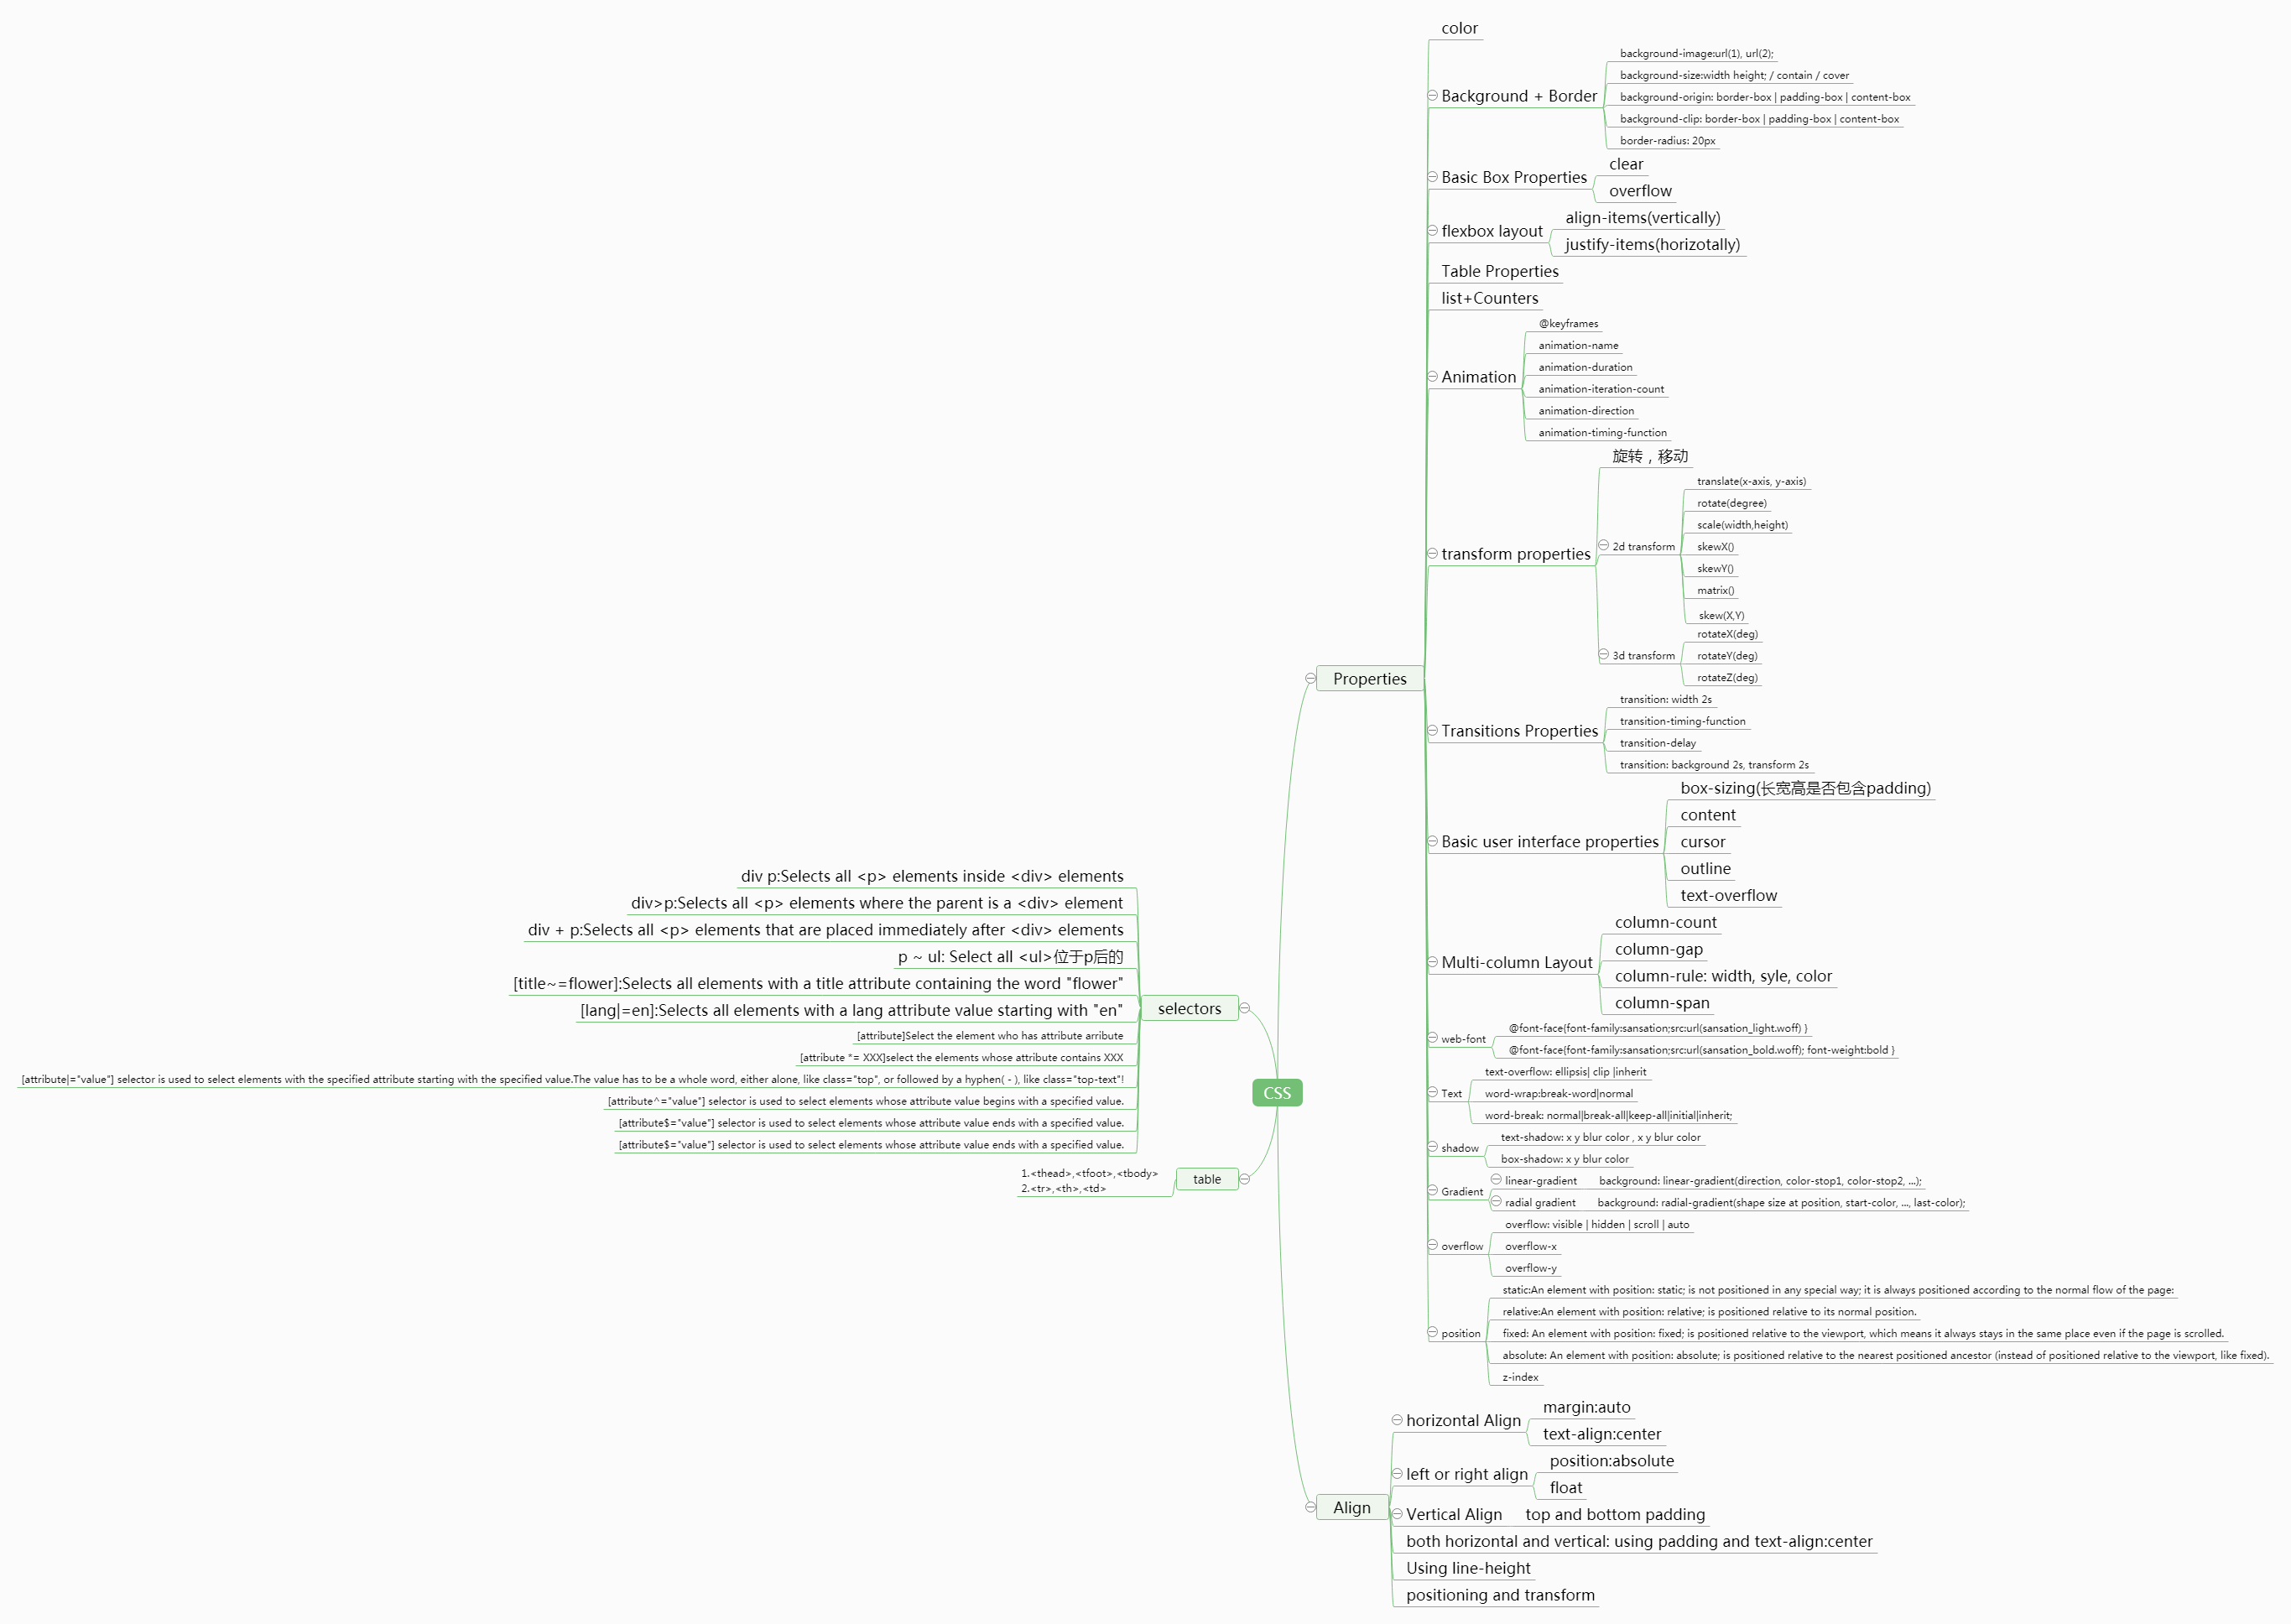 CSS
Properties
color
Background + Border
background-image:url(1), url(2);
background-size:width height; / contain / cover
background-origin: border-box | padding-box | content-box
background-clip: border-box | padding-box | content-box
border-radius: 20px
Basic Box Properties
clear
overflow
flexbox layout
align-items(vertically)
justify-items(horizotally)
Table Properties
list+Counters
Animation
@keyframes
animation-name
animation-duration
animation-iteration-count
animation-direction
animation-timing-function
transform properties
旋转，移动
2d transform
translate(x-axis, y-axis)
rotate(degree)
scale(width,height)
skewX()
skewY()
matrix()
skew(X,Y)
3d transform
rotateX(deg)
rotateY(deg)
rotateZ(deg)
Transitions Properties
transition: width 2s
transition-timing-function
transition-delay
transition: background 2s, transform 2s
Basic user interface properties
box-sizing(长宽高是否包含padding)
content
cursor
outline
text-overflow
Multi-column Layout
column-count
column-gap
column-rule: width, syle, color
column-span
web-font
@font-face{font-family:sansation;src:url(sansation_light.woff) }
@font-face{font-family:sansation;src:url(sansation_bold.woff); font-weight:bold }
Text
text-overflow: ellipsis| clip |inherit
word-wrap:break-word|normal
word-break: normal|break-all|keep-all|initial|inherit;
shadow
text-shadow: x y blur color , x y blur color
box-shadow: x y blur color
Gradient
linear-gradient
background: linear-gradient(direction, color-stop1, color-stop2, ...);
radial gradient
background: radial-gradient(shape size at position, start-color, ..., last-color);
overflow
overflow: visible | hidden | scroll | auto
overflow-x
overflow-y
position
static:An element with position: static; is not positioned in any special way; it is always positioned according to the normal flow of the page:
relative:An element with position: relative; is positioned relative to its normal position.
fixed: An element with position: fixed; is positioned relative to the viewport, which means it always stays in the same place even if the page is scrolled.
absolute: An element with position: absolute; is positioned relative to the nearest positioned ancestor (instead of positioned relative to the viewport, like fixed).
z-index
Align
horizontal Align
margin:auto
text-align:center
left or right align
position:absolute
float
Vertical Align
top and bottom padding
both horizontal and vertical: using padding and text-align:center
Using line-height
positioning and transform
selectors
div p:Selects all <p> elements inside <div> elements
div>p:Selects all <p> elements where the parent is a <div> element
div + p:Selects all <p> elements that are placed immediately after <div> elements
p ~ ul: Select all <ul>位于p后的
[title~=flower]:Selects all elements with a title attribute containing the word "flower"
[lang|=en]:Selects all elements with a lang attribute value starting with "en"
[attribute]Select the element who has attribute arribute
[attribute *= XXX]select the elements whose attribute contains XXX
[attribute|="value"] selector is used to select elements with the specified attribute starting with the specified value.The value has to be a whole word, either alone, like class="top", or followed by a hyphen( - ), like class="top-text"!
[attribute^="value"] selector is used to select elements whose attribute value begins with a specified value.
[attribute$="value"] selector is used to select elements whose attribute value ends with a specified value.
[attribute$="value"] selector is used to select elements whose attribute value ends with a specified value.
table
1.<thead>,<tfoot>,<tbody>
2.<tr>,<th>,<td>